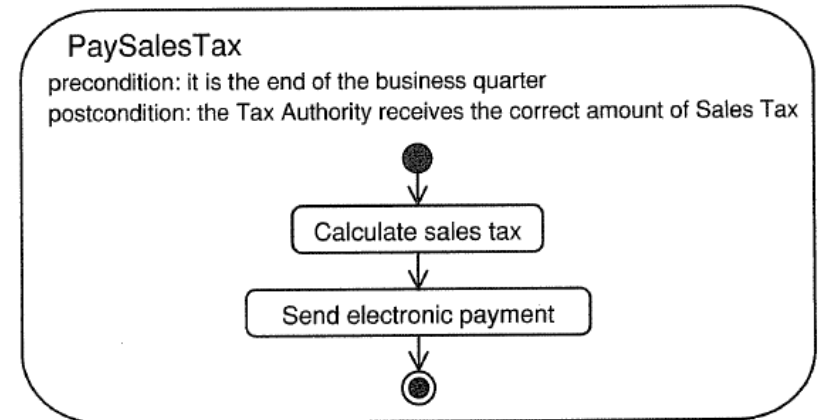 PaySalesTax
precondition: it is the end of the business quarter
postcondition: the Tax Authority receives the correct amount of Sales Tax
Calculate sales tax
Send electronic payment